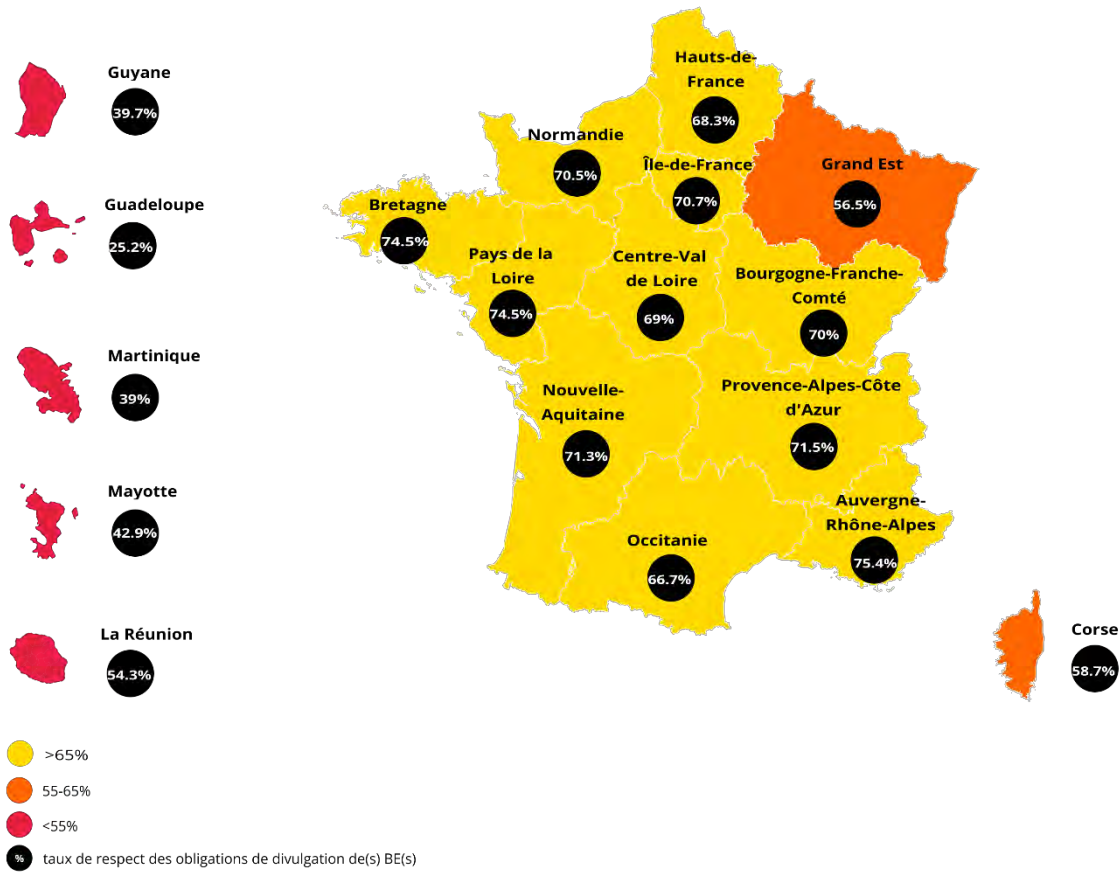 Guyane
39.7%
Guadeloupe
25.2%
Martinique
39%
Mayotte
42.9%
La Réunion
54.3%
Hauts-de-
France
68.3%
Normandie
70.5%
Île-de-France
70.7%
Grand Est
56.5%
Bretagne
74.5%
Pays de la
Loire
74.5%
Centre-Val
de Loire
69%
Bourgogne-Franche-
Comté
70%
Nouvelle-
Aquitaine
71.3%
Provence-Alpes-Côte
d'Azur
71.5%
Auvergne-
Rhône-Alpes
75.4%
Occitanie
66.7%
Corse
58.7%
>65%
55-65%
<55%
% taux de respect des obligations de divulgation de(s) BE(s)